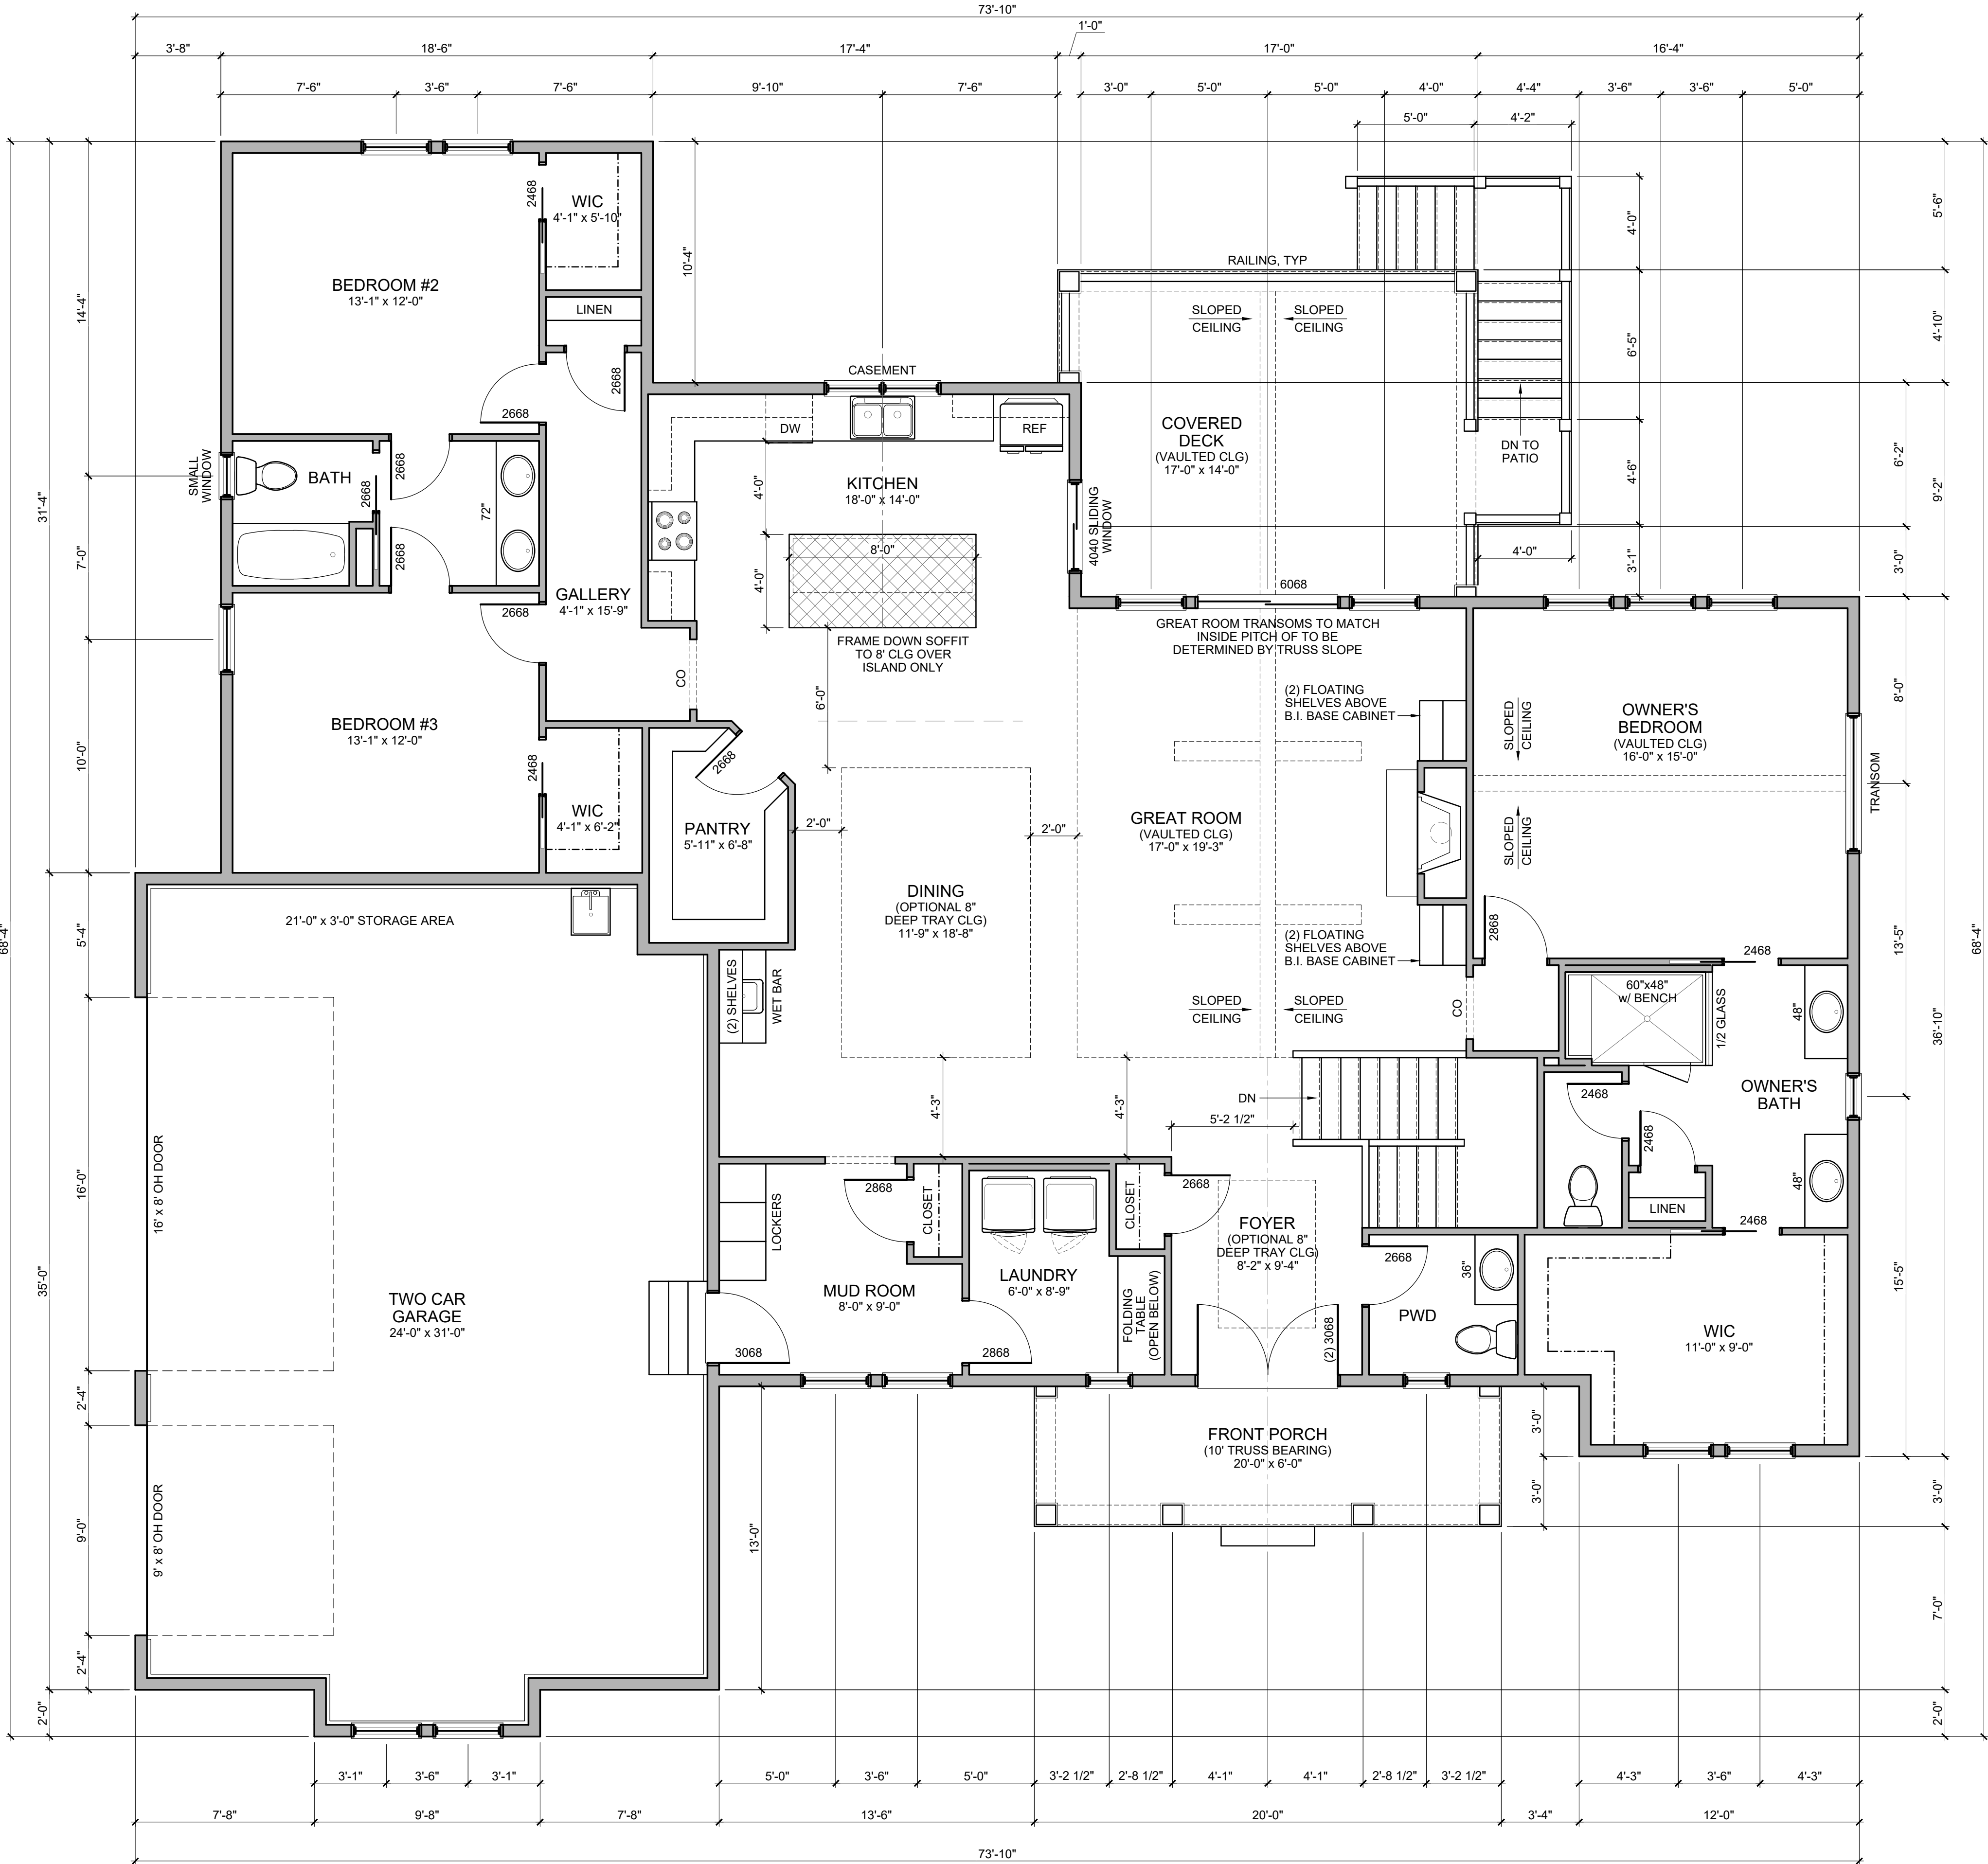 73'-10"
1'-0"
3'-8"
18'-6"
17'-4"
17'-0"
16'-4"
7'-6"
3'-6"
7'-6"
9'-10"
7'-6"
3'-0"
5'-0"
5'-0"
4'-0"
4'-4"
3'-6"
3'-6"
5'-0"
5'-0"
4'-2"
68'-4"
31'-4"
35'-0"
2'-0"
14'-4"
7'-0"
10'-0"
5'-4"
16'-0"
2'-4"
9'-0"
2'-4"
BEDROOM #2
13'-1" x 12'-0"
2468
WIC
4'-1" x 5'-10"
LINEN
2668
2668
10'-4"
SMALL
WINDOW
BATH
2668
2668
2668
72"
GALLERY
4'-1" x 15'-9"
2668
BEDROOM #3
13'-1" x 12'-0"
2468
WIC
4'-1" x 6'-2"
CASEMENT
DW
REF
KITCHEN
18'-0" x 14'-0"
4'-0"
4'-0"
8'-0"
FRAME DOWN SOFFIT
TO 8' CLG OVER
ISLAND ONLY
CO
6'-0"
4040 SLIDING
WINDOW
RAILING, TYP
SLOPED
CEILING
SLOPED
CEILING
COVERED
DECK
(VAULTED CLG)
17'-0" x 14'-0"
DN TO
PATIO
4'-0"
6'-5"
4'-6"
3'-1"
4'-0"
6068
GREAT ROOM TRANSOMS TO MATCH
INSIDE PITCH OF TO BE
DETERMINED BY TRUSS SLOPE
(2) FLOATING
SHELVES ABOVE
B.I. BASE CABINET
GREAT ROOM
(VAULTED CLG)
17'-0" x 19'-3"
(2) FLOATING
SHELVES ABOVE
B.I. BASE CABINET
SLOPED
CEILING
SLOPED
CEILING
CO
SLOPED
CEILING
SLOPED
CEILING
OWNER'S
BEDROOM
(VAULTED CLG)
16'-0" x 15'-0"
TRANSOM
2868
2468
2668
PANTRY
5'-11" x 6'-8"
2'-0"
2'-0"
DINING
(OPTIONAL 8"
DEEP TRAY CLG)
11'-9" x 18'-8"
(2) SHELVES
WET BAR
4'-3"
4'-3"
DN
5'-2 1/2"
60"x48"
w/ BENCH
1/2 GLASS
48"
OWNER'S
BATH
2468
2468
48"
LINEN
2468
21'-0" x 3'-0" STORAGE AREA
16' x 8' OH DOOR
TWO CAR
GARAGE
24'-0" x 31'-0"
9' x 8' OH DOOR
LOCKERS
2868
CLOSET
MUD ROOM
8'-0" x 9'-0"
3068
LAUNDRY
6'-0" x 8'-9"
2868
CLOSET
2668
FOLDING
TABLE
(OPEN BELOW)
FOYER
(OPTIONAL 8"
DEEP TRAY CLG)
8'-2" x 9'-4"
(2) 3068
2668
36"
PWD
WIC
11'-0" x 9'-0"
FRONT PORCH
(10' TRUSS BEARING)
20'-0" x 6'-0"
13'-0"
3'-0"
3'-0"
5'-6"
4'-10"
9'-2"
36'-10"
3'-0"
7'-0"
2'-0"
6'-2"
3'-0"
8'-0"
13'-5"
15'-5"
68'-4"
3'-1"
3'-6"
3'-1"
5'-0"
3'-6"
5'-0"
3'-2 1/2"
2'-8 1/2"
4'-1"
4'-1"
2'-8 1/2"
3'-2 1/2"
4'-3"
3'-6"
4'-3"
7'-8"
9'-8"
7'-8"
13'-6"
20'-0"
3'-4"
12'-0"
73'-10"